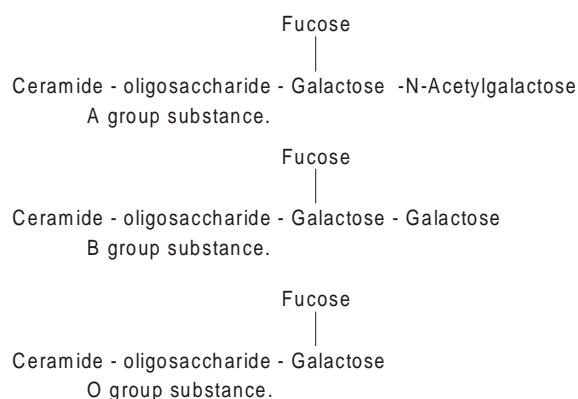 Fucose
Ceramide - oligosaccharide - Galactose -N-Acetylgalactose
A group substance.
Fucose
Ceramide - oligosaccharide - Galactose - Galactose
B group substance.
Fucose
Ceramide - oligosaccharide - Galactose
O group substance.